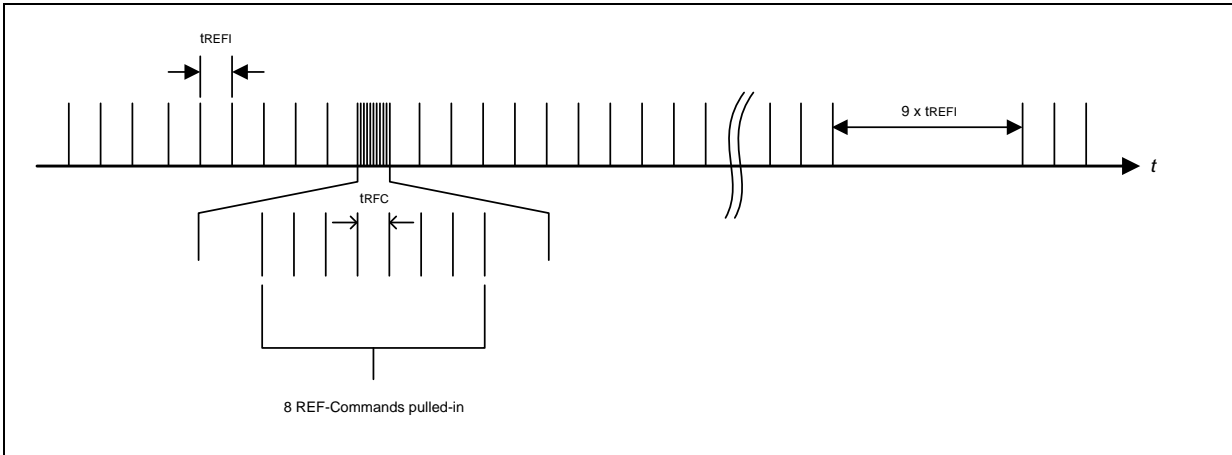 tREFI
9 x tREFI
t
tRFC
8 REF-Commands pulled-in